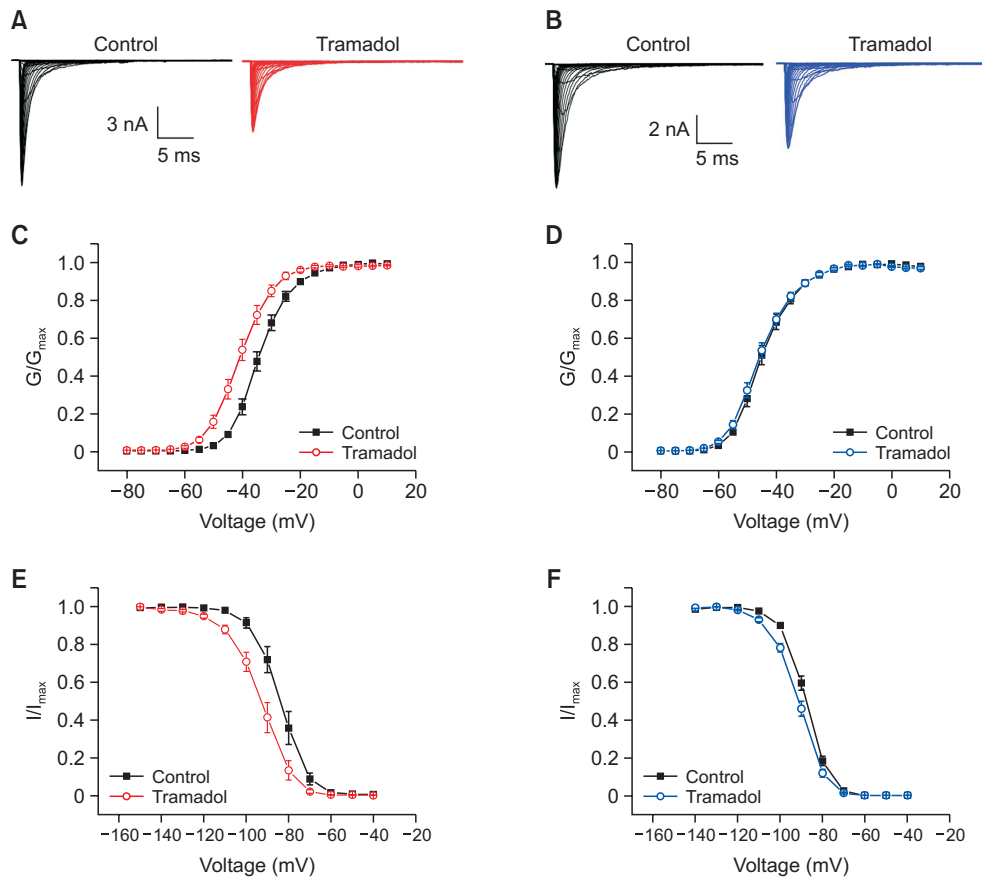 A
Control
Tramadol
3 nA
5 ms
B
Control
Tramadol
2 nA
5 ms
C
G/Gmax
1.0
0.8
0.6
0.4
0.2
0
Control
Tramadol
−80 −60 −40 −20 0 20
Voltage (mV)
D
G/Gmax
1.0
0.8
0.6
0.4
0.2
0
Control
Tramadol
−80 −60 −40 −20 0 20
Voltage (mV)
E
I/Imax
1.0
0.8
0.6
0.4
0.2
0
Control
Tramadol
−160 −140 −120 −100 −80 −60 −40 −20
Voltage (mV)
F
I/Imax
1.0
0.8
0.6
0.4
0.2
0
Control
Tramadol
−160 −140 −120 −100 −80 −60 −40 −20
Voltage (mV)